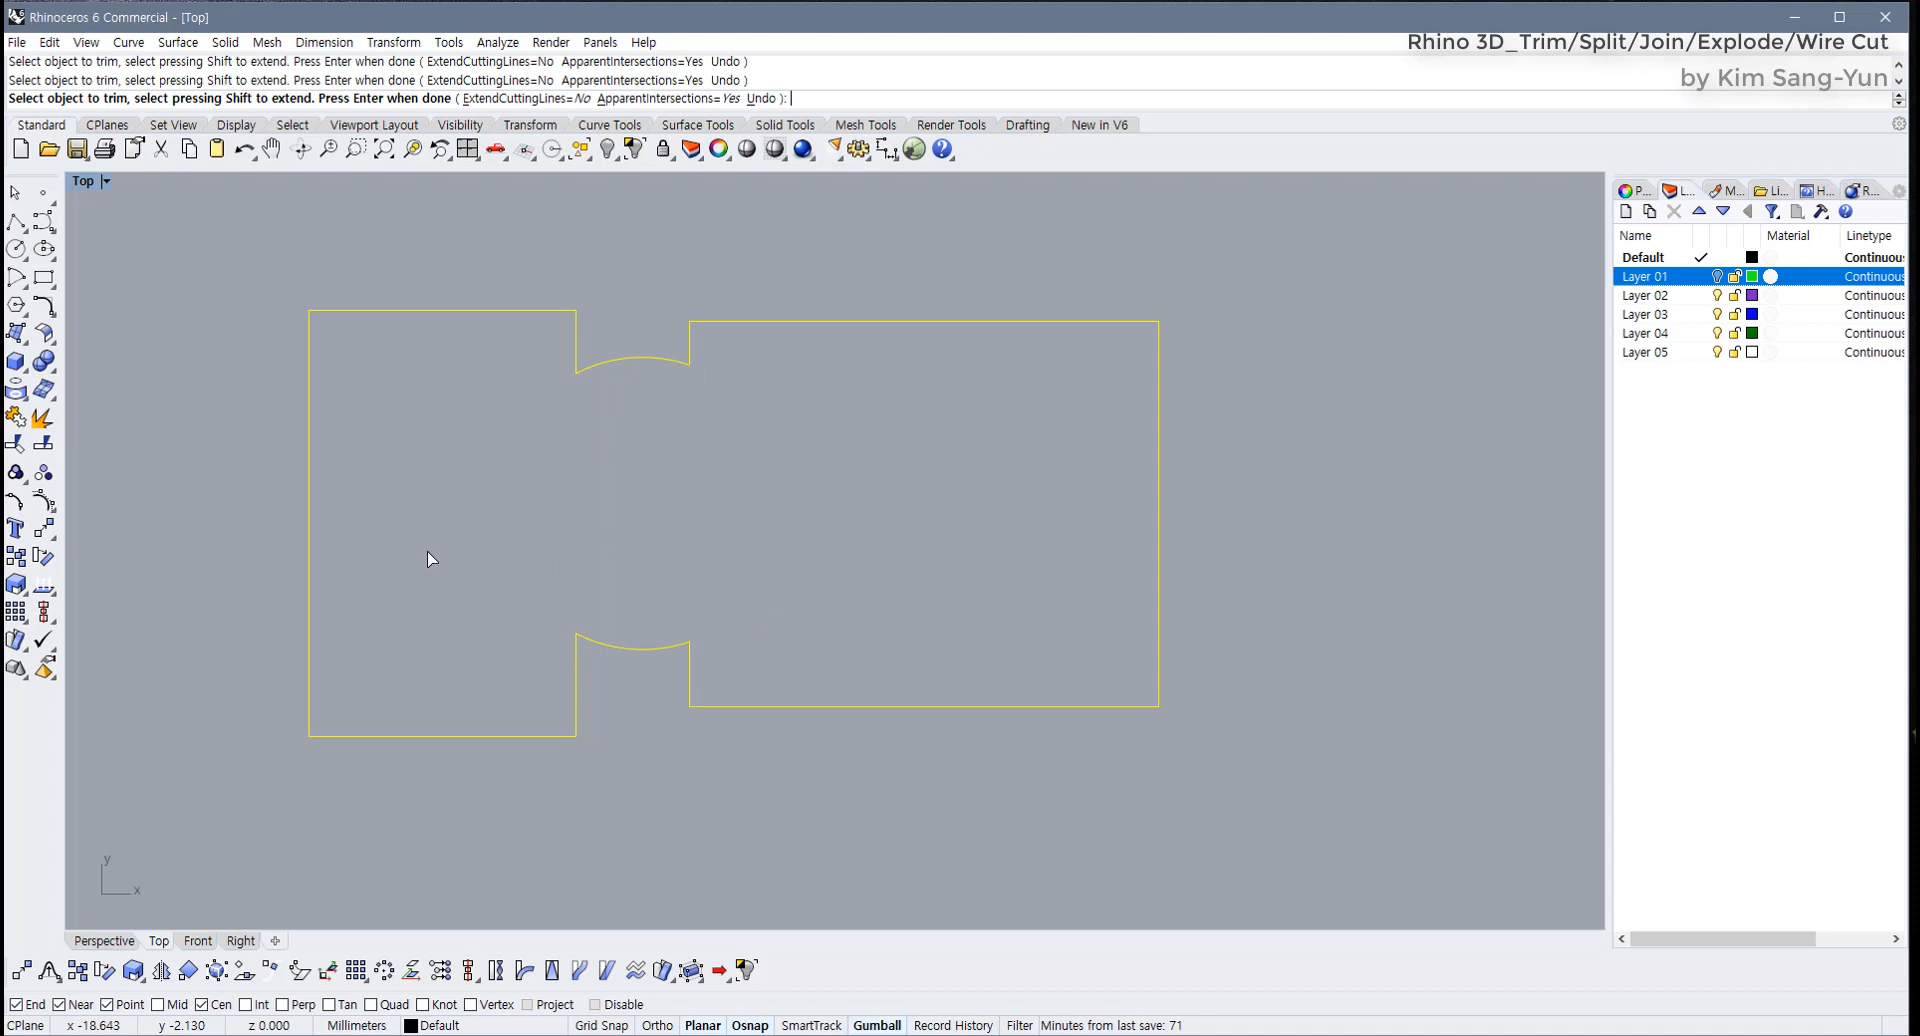 Rhinoceros 6 Commercial - [Top]
File Edit View Curve Surface Solid Mesh Dimension Transform Tools Analyze Render Panels Help
Rhino 3D_Trim/Split/Join/Explode/Wire Cut
by Kim Sang-Yun
Select object to trim, select pressing Shift to extend. Press Enter when done ( ExtendCuttingLines=No ApparentIntersections=Yes Undo )
Select object to trim, select pressing Shift to extend. Press Enter when done ( ExtendCuttingLines=No ApparentIntersections=Yes Undo )
Select object to trim, select pressing Shift to extend. Press Enter when done ( ExtendCuttingLines=No ApparentIntersections=Yes Undo ):
Standard CPlanes Set View Display Select Viewport Layout Visibility Transform Curve Tools Surface Tools Solid Tools Mesh Tools Render Tools Drafting New in V6
Top
P... L... M... Li... H... R...
Name Material Linetype
Default Continuous
Layer 01 Continuous
Layer 02 Continuous
Layer 03 Continuous
Layer 04 Continuous
Layer 05 Continuous
y
x
Perspective Top Front Right
End Near Point Mid Cen Int Perp Tan Quad Knot Vertex Project Disable
CPlane x -18.643 y -2.130 z 0.000 Millimeters Default Grid Snap Ortho Planar Osnap SmartTrack Gumball Record History Filter Minutes from last save: 71